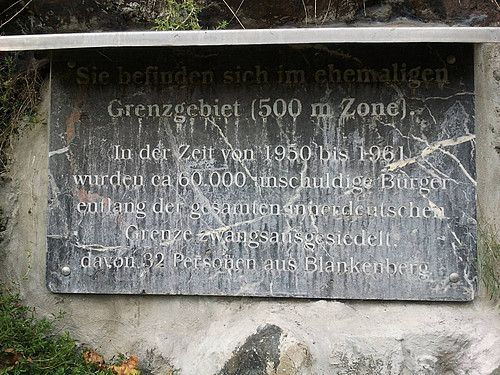 Sie befinden sich im ehemaligen
Grenzgebiet (500 m Zone).
In der Zeit von 1950 bis 1961
wurden ca 60.000 unschuldige Bürger
entlang der gesamten innerdeutschen
Grenze zwangsausgesiedelt,
davon 32 Personen aus Blankenberg